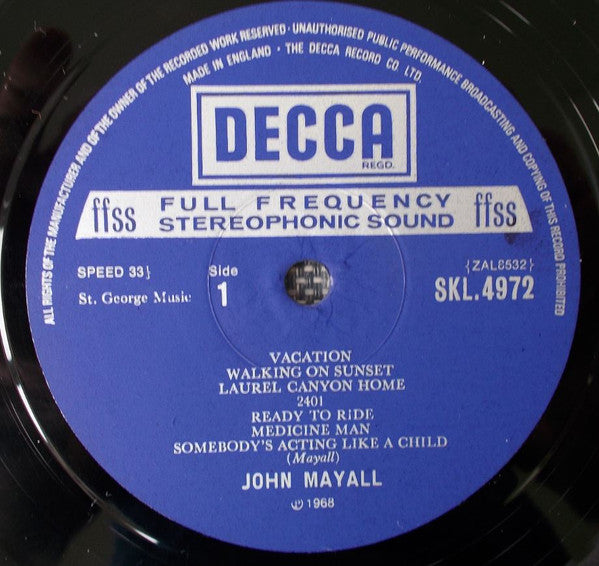 ALL RIGHTS OF THE MANUFACTURER AND OF THE OWNER OF THE RECORDED WORK RESERVED · UNAUTHORISED PUBLIC PERFORMANCE BROADCASTING AND COPYING OF THIS RECORD PROHIBITED
MADE IN ENGLAND · THE DECCA RECORD CO LTD.
DECCA
REGD.
ffss FULL FREQUENCY ffss
STEREOPHONIC SOUND
SPEED 33} Side {ZAL8532}
St. George Music 1 SKL.4972
VACATION
WALKING ON SUNSET
LAUREL CANYON HOME
2401
READY TO RIDE
MEDICINE MAN
SOMEBODY'S ACTING LIKE A CHILD
(Mayall)
JOHN MAYALL
℗ 1968